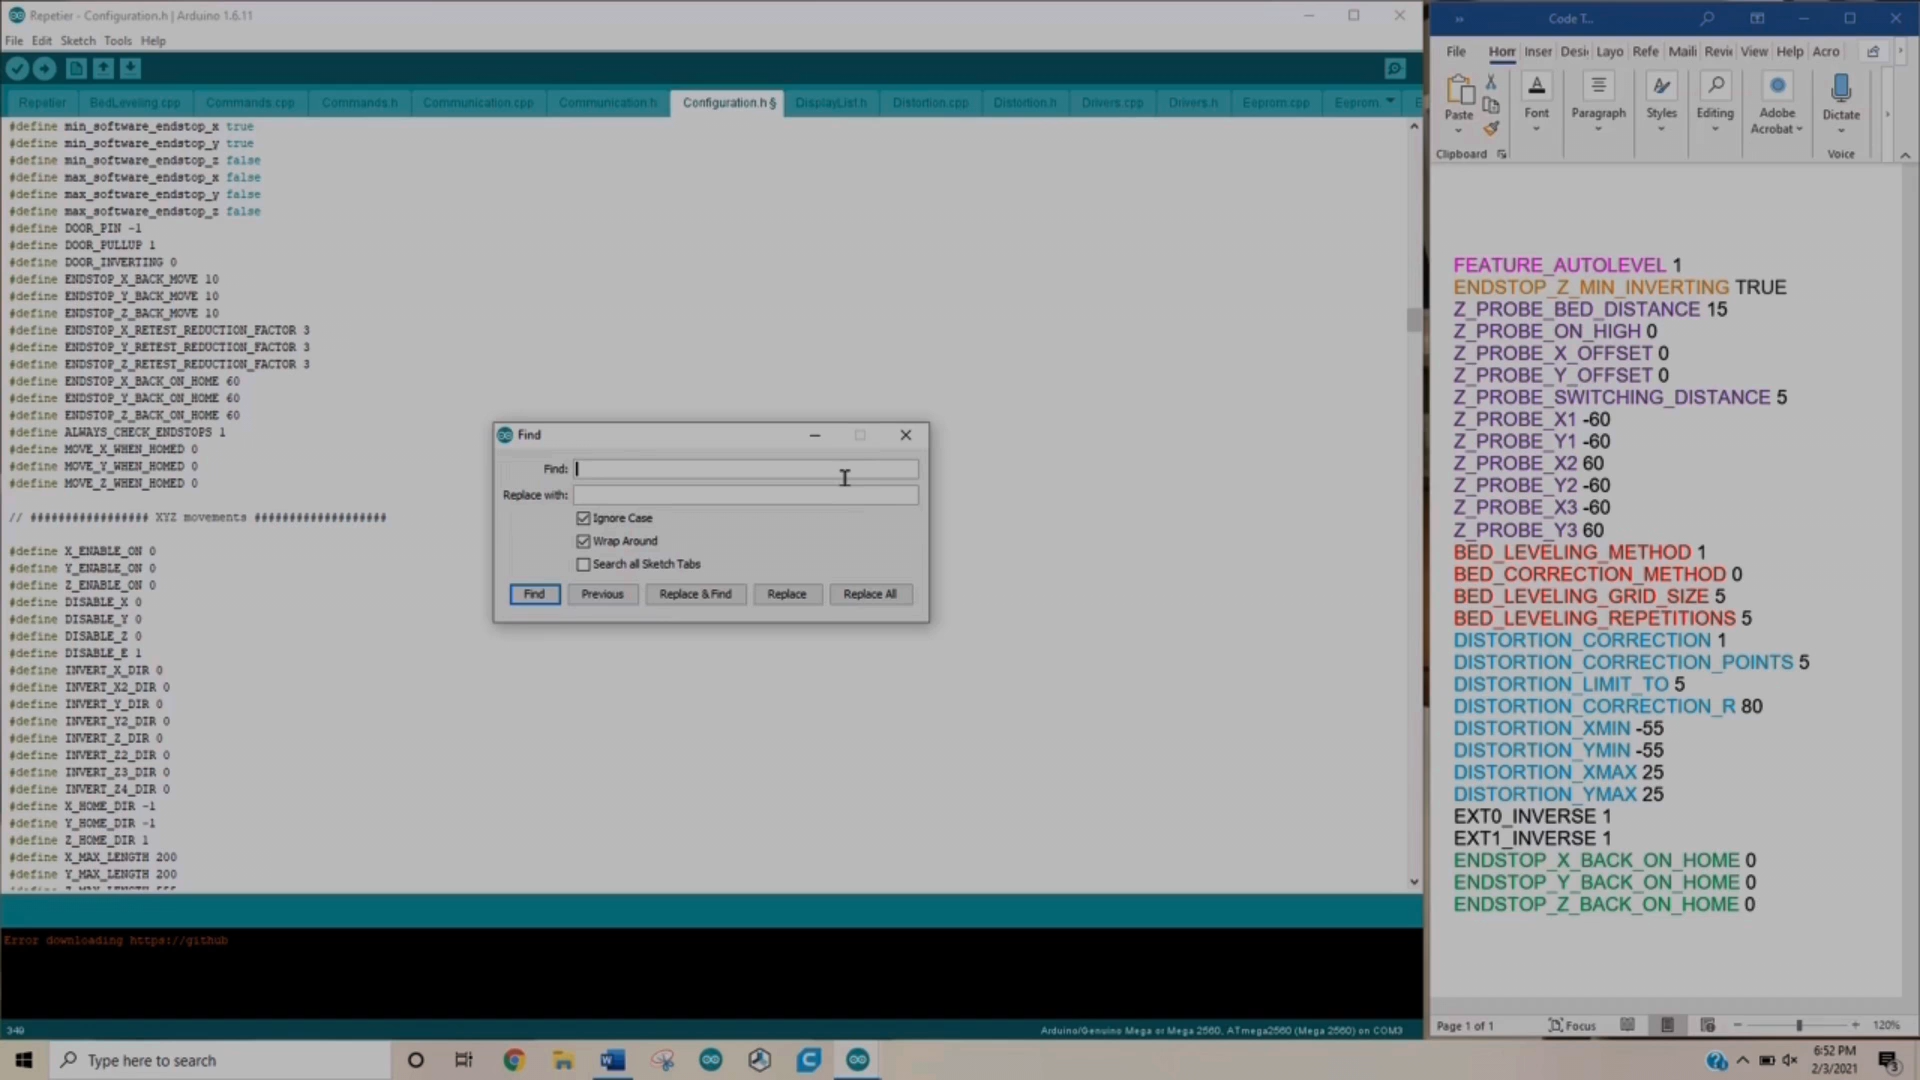 Repetier - Configuration.h | Arduino 1.6.11
File Edit Sketch Tools Help
Repetier BedLeveling.cpp Commands.cpp Commands.h Communication.cpp Communication.h Configuration.h § DisplayList.h Distortion.cpp Distortion.h Drivers.cpp Drivers.h Eeprom.cpp Eeprom.
#define min_software_endstop_x true
#define min_software_endstop_y true
#define min_software_endstop_z false
#define max_software_endstop_x false
#define max_software_endstop_y false
#define max_software_endstop_z false
#define DOOR_PIN -1
#define DOOR_PULLUP 1
#define DOOR_INVERTING 0
#define ENDSTOP_X_BACK_MOVE 10
#define ENDSTOP_Y_BACK_MOVE 10
#define ENDSTOP_Z_BACK_MOVE 10
#define ENDSTOP_X_RETEST_REDUCTION_FACTOR 3
#define ENDSTOP_Y_RETEST_REDUCTION_FACTOR 3
#define ENDSTOP_Z_RETEST_REDUCTION_FACTOR 3
#define ENDSTOP_X_BACK_ON_HOME 60
#define ENDSTOP_Y_BACK_ON_HOME 60
#define ENDSTOP_Z_BACK_ON_HOME 60
#define ALWAYS_CHECK_ENDSTOPS 1
#define MOVE_X_WHEN_HOMED 0
#define MOVE_Y_WHEN_HOMED 0
#define MOVE_Z_WHEN_HOMED 0
// ################# XYZ movements ###################
#define X_ENABLE_ON 0
#define Y_ENABLE_ON 0
#define Z_ENABLE_ON 0
#define DISABLE_X 0
#define DISABLE_Y 0
#define DISABLE_Z 0
#define DISABLE_E 1
#define INVERT_X_DIR 0
#define INVERT_X2_DIR 0
#define INVERT_Y_DIR 0
#define INVERT_Y2_DIR 0
#define INVERT_Z_DIR 0
#define INVERT_Z2_DIR 0
#define INVERT_Z3_DIR 0
#define INVERT_Z4_DIR 0
#define X_HOME_DIR -1
#define Y_HOME_DIR -1
#define Z_HOME_DIR 1
#define X_MAX_LENGTH 200
#define Y_MAX_LENGTH 200
Find
Find:
Replace with:
Ignore Case
Wrap Around
Search all Sketch Tabs
Find Previous Replace & Find Replace Replace All
Error downloading https://github
349
Arduino/Genuino Mega or Mega 2560, ATmega2560 (Mega 2560) on COM3
Code T...
File Hom Inser Desi Layo Refe Maili Revie View Help Acro
Paste Font Paragraph Styles Editing Adobe Acrobat Dictate
Clipboard Voice
FEATURE_AUTOLEVEL 1
ENDSTOP_Z_MIN_INVERTING TRUE
Z_PROBE_BED_DISTANCE 15
Z_PROBE_ON_HIGH 0
Z_PROBE_X_OFFSET 0
Z_PROBE_Y_OFFSET 0
Z_PROBE_SWITCHING_DISTANCE 5
Z_PROBE_X1 -60
Z_PROBE_Y1 -60
Z_PROBE_X2 60
Z_PROBE_Y2 -60
Z_PROBE_X3 -60
Z_PROBE_Y3 60
BED_LEVELING_METHOD 1
BED_CORRECTION_METHOD 0
BED_LEVELING_GRID_SIZE 5
BED_LEVELING_REPETITIONS 5
DISTORTION_CORRECTION 1
DISTORTION_CORRECTION_POINTS 5
DISTORTION_LIMIT_TO 5
DISTORTION_CORRECTION_R 80
DISTORTION_XMIN -55
DISTORTION_YMIN -55
DISTORTION_XMAX 25
DISTORTION_YMAX 25
EXT0_INVERSE 1
EXT1_INVERSE 1
ENDSTOP_X_BACK_ON_HOME 0
ENDSTOP_Y_BACK_ON_HOME 0
ENDSTOP_Z_BACK_ON_HOME 0
Page 1 of 1 Focus 120%
Type here to search
6:52 PM
2/3/2021